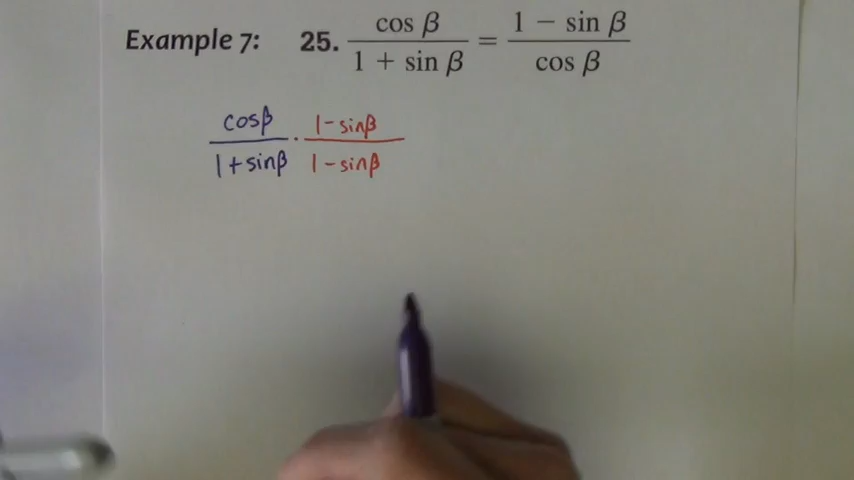 Example 7: 25. cos β / 1 + sin β = 1 − sin β / cos β
cosβ / 1+sinβ · 1−sinβ / 1−sinβ